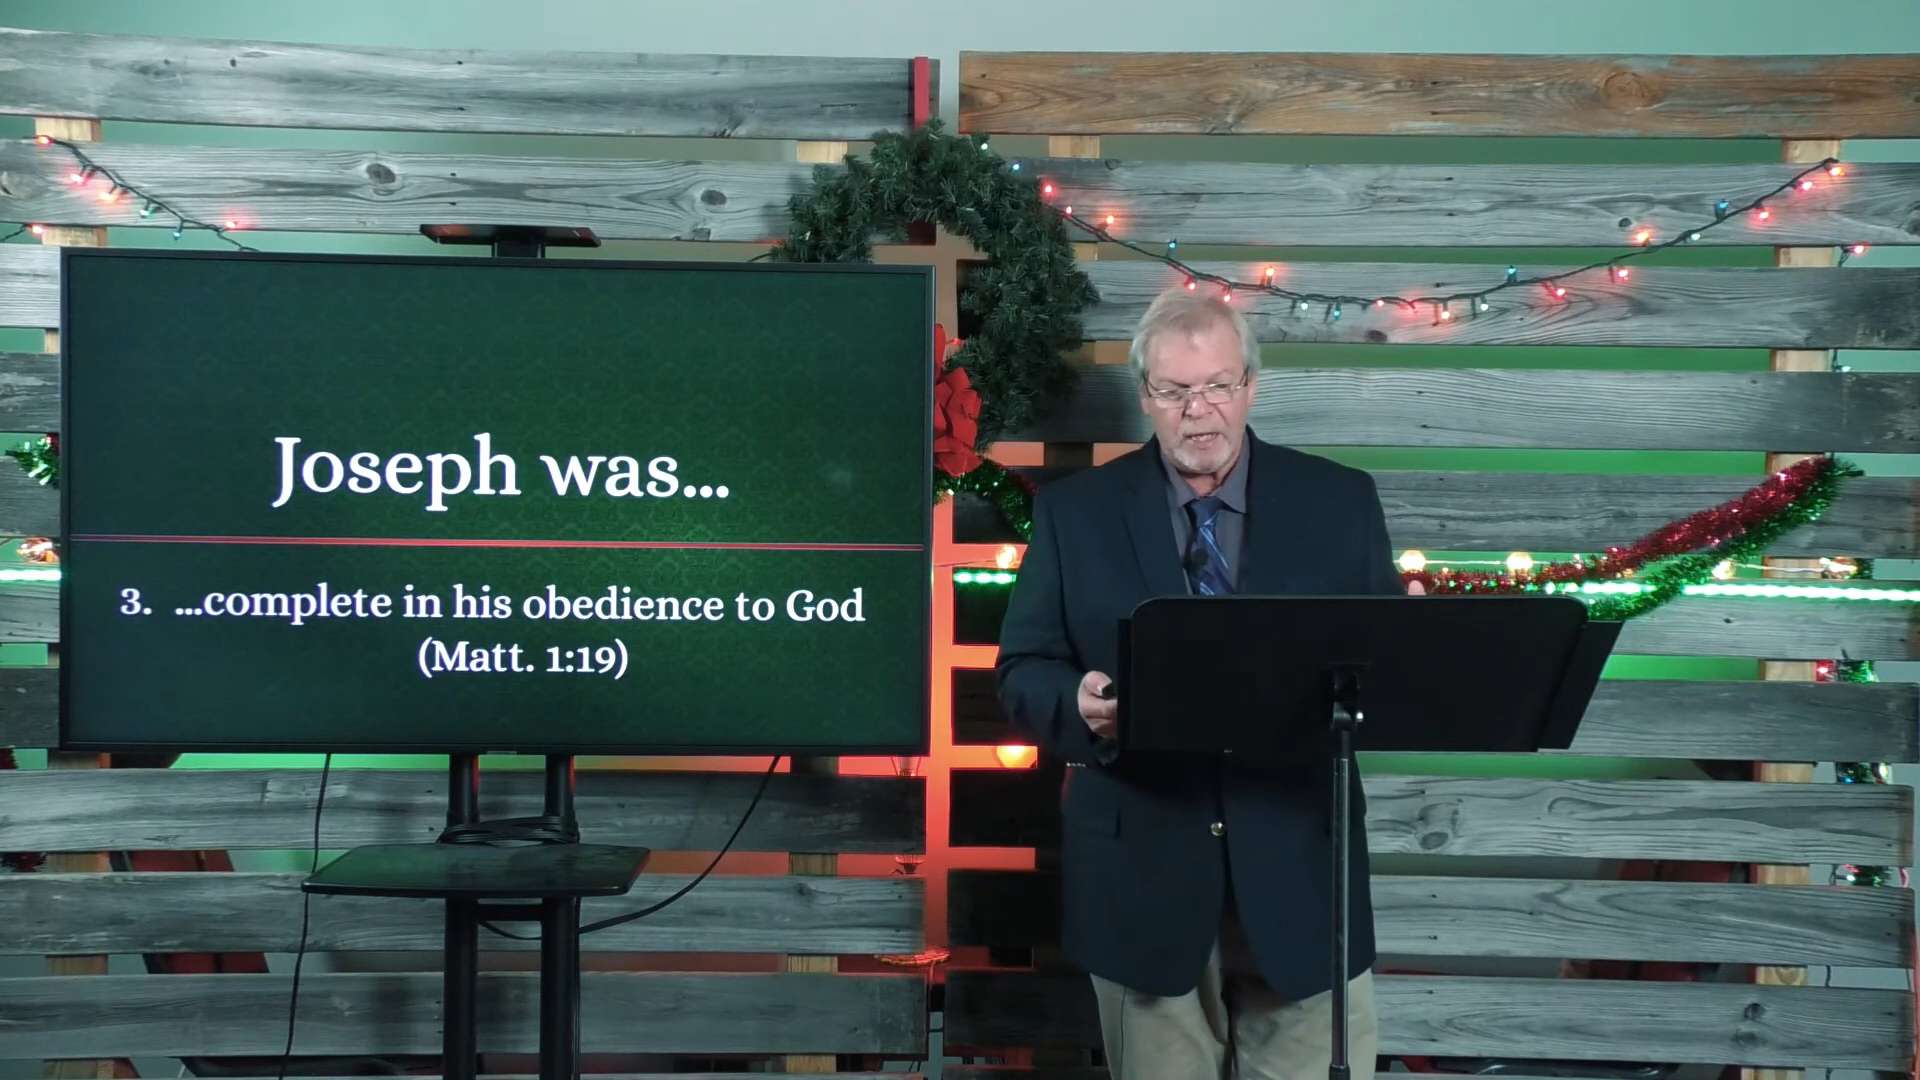 Joseph was...
3. ...complete in his obedience to God
(Matt. 1:19)